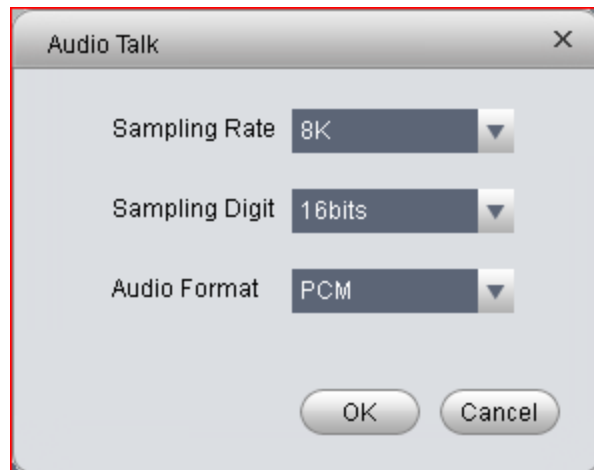 Audio Talk
Sampling Rate 8K
Sampling Digit 16bits
Audio Format PCM
OK Cancel